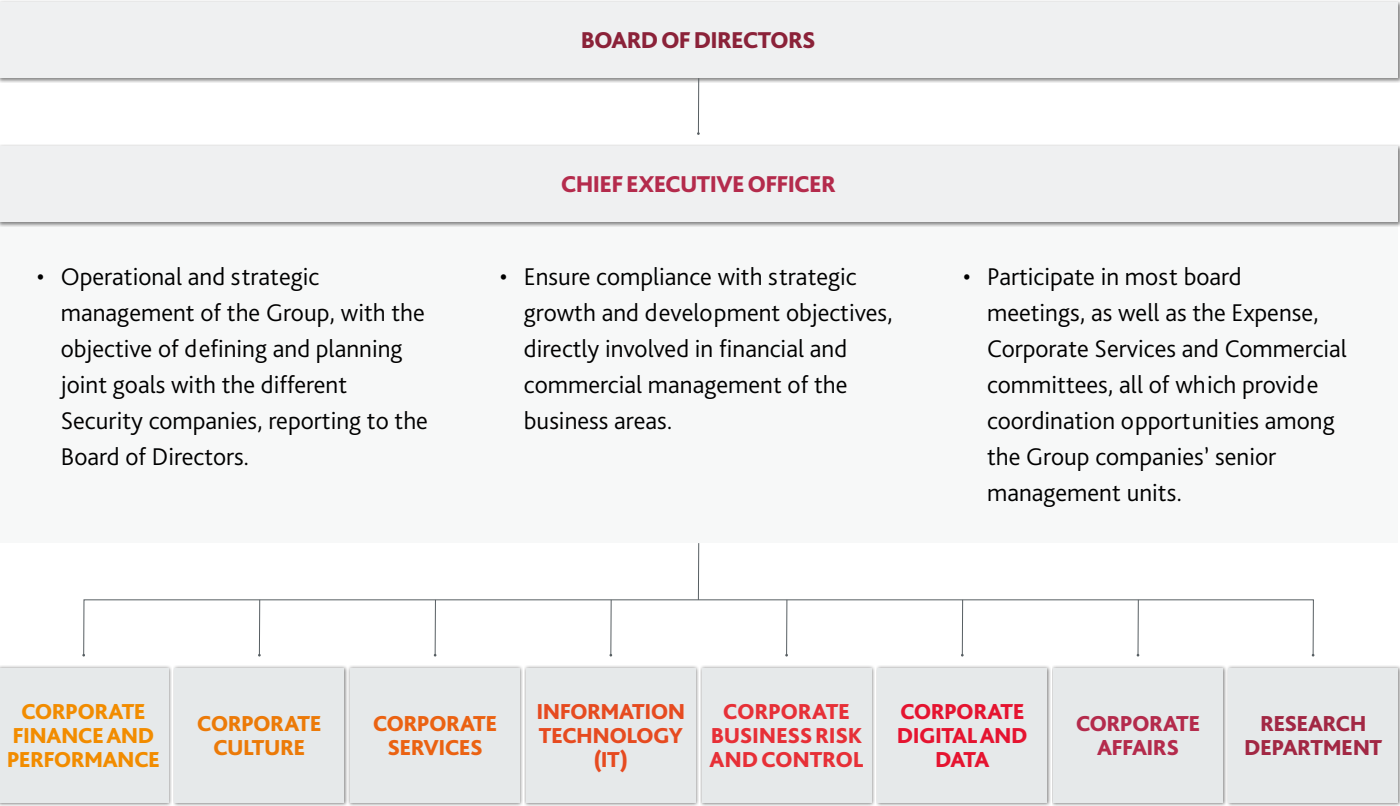 BOARD OF DIRECTORS
CHIEF EXECUTIVE OFFICER
• Operational and strategic
management of the Group, with the
objective of defining and planning
joint goals with the different
Security companies, reporting to the
Board of Directors.
• Ensure compliance with strategic
growth and development objectives,
directly involved in financial and
commercial management of the
business areas.
• Participate in most board
meetings, as well as the Expense,
Corporate Services and Commercial
committees, all of which provide
coordination opportunities among
the Group companies’ senior
management units.
CORPORATE
FINANCE AND
PERFORMANCE
CORPORATE
CULTURE
CORPORATE
SERVICES
INFORMATION
TECHNOLOGY
(IT)
CORPORATE
BUSINESS RISK
AND CONTROL
CORPORATE
DIGITAL AND
DATA
CORPORATE
AFFAIRS
RESEARCH
DEPARTMENT